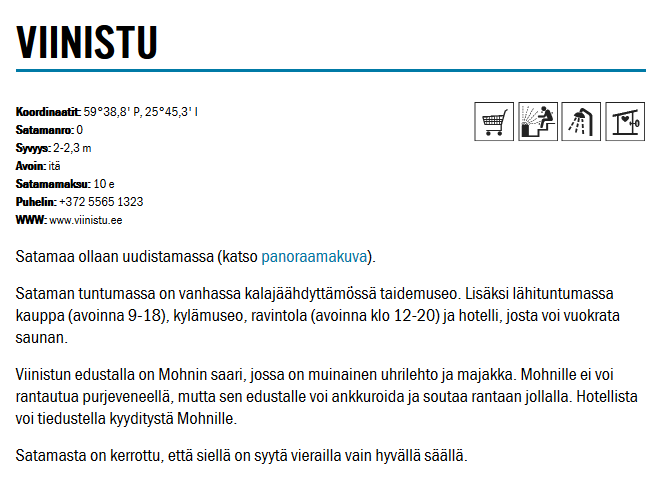 VIINISTU
Koordinaatit: 59°38,8' P, 25°45,3' I
Satamanro: 0
Syvyys: 2-2,3 m
Avoin: itä
Satamamaksu: 10 e
Puhelin: +372 5565 1323
WWW: www.viinistu.ee
Satamaa ollaan uudistamassa (katso panoraamakuva).
Sataman tuntumassa on vanhassa kalajäähdyttämössä taidemuseo. Lisäksi lähituntumassa
kauppa (avoinna 9-18), kylämuseo, ravintola (avoinna klo 12-20) ja hotelli, josta voi vuokrata
saunan.
Viinistun edustalla on Mohnin saari, jossa on muinainen uhrilehto ja majakka. Mohnille ei voi
rantautua purjeveneellä, mutta sen edustalle voi ankkuroida ja soutaa rantaan jollalla. Hotellista
voi tiedustella kyyditystä Mohnille.
Satamasta on kerrottu, että siellä on syytä vierailla vain hyvällä säällä.